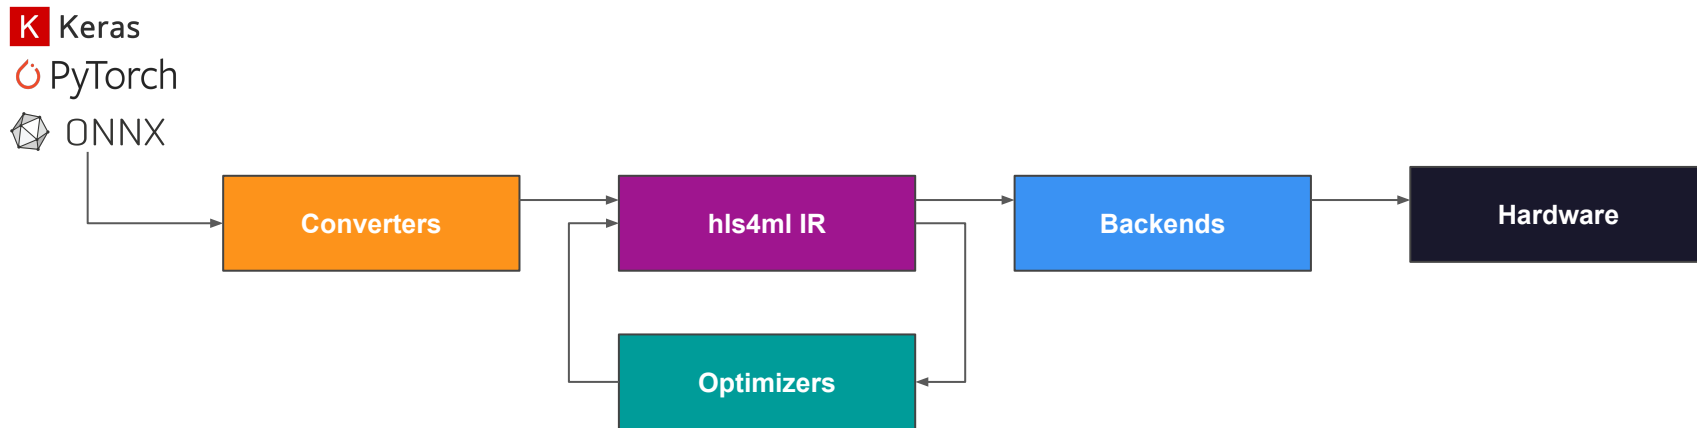 K Keras
PyTorch
ONNX
Converters
hls4ml IR
Backends
Hardware
Optimizers